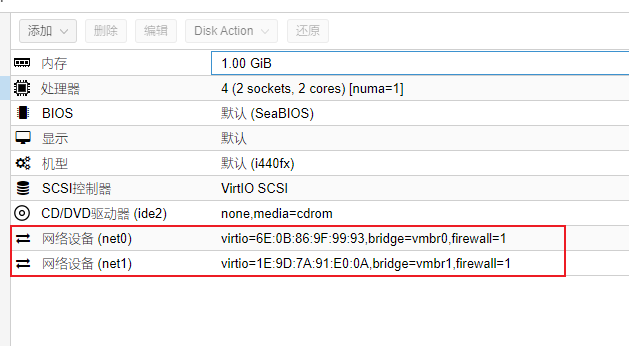 添加 删除 编辑 Disk Action 还原
内存 1.00 GiB
处理器 4 (2 sockets, 2 cores) [numa=1]
BIOS 默认 (SeaBIOS)
显示 默认
机型 默认 (i440fx)
SCSI控制器 VirtIO SCSI
CD/DVD驱动器 (ide2) none,media=cdrom
网络设备 (net0) virtio=6E:0B:86:9F:99:93,bridge=vmbr0,firewall=1
网络设备 (net1) virtio=1E:9D:7A:91:E0:0A,bridge=vmbr1,firewall=1